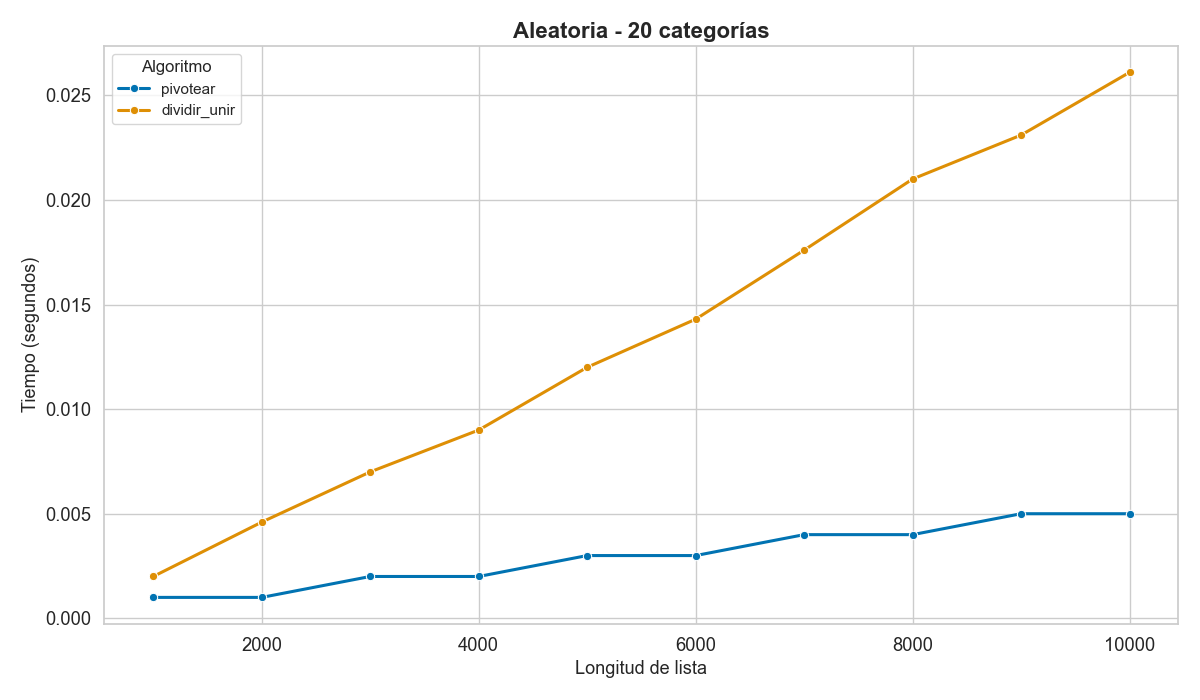 Aleatoria - 20 categorías
Algoritmo
pivotear
dividir_unir
Tiempo (segundos)
0.025
0.020
0.015
0.010
0.005
0.000
2000 4000 6000 8000 10000
Longitud de lista